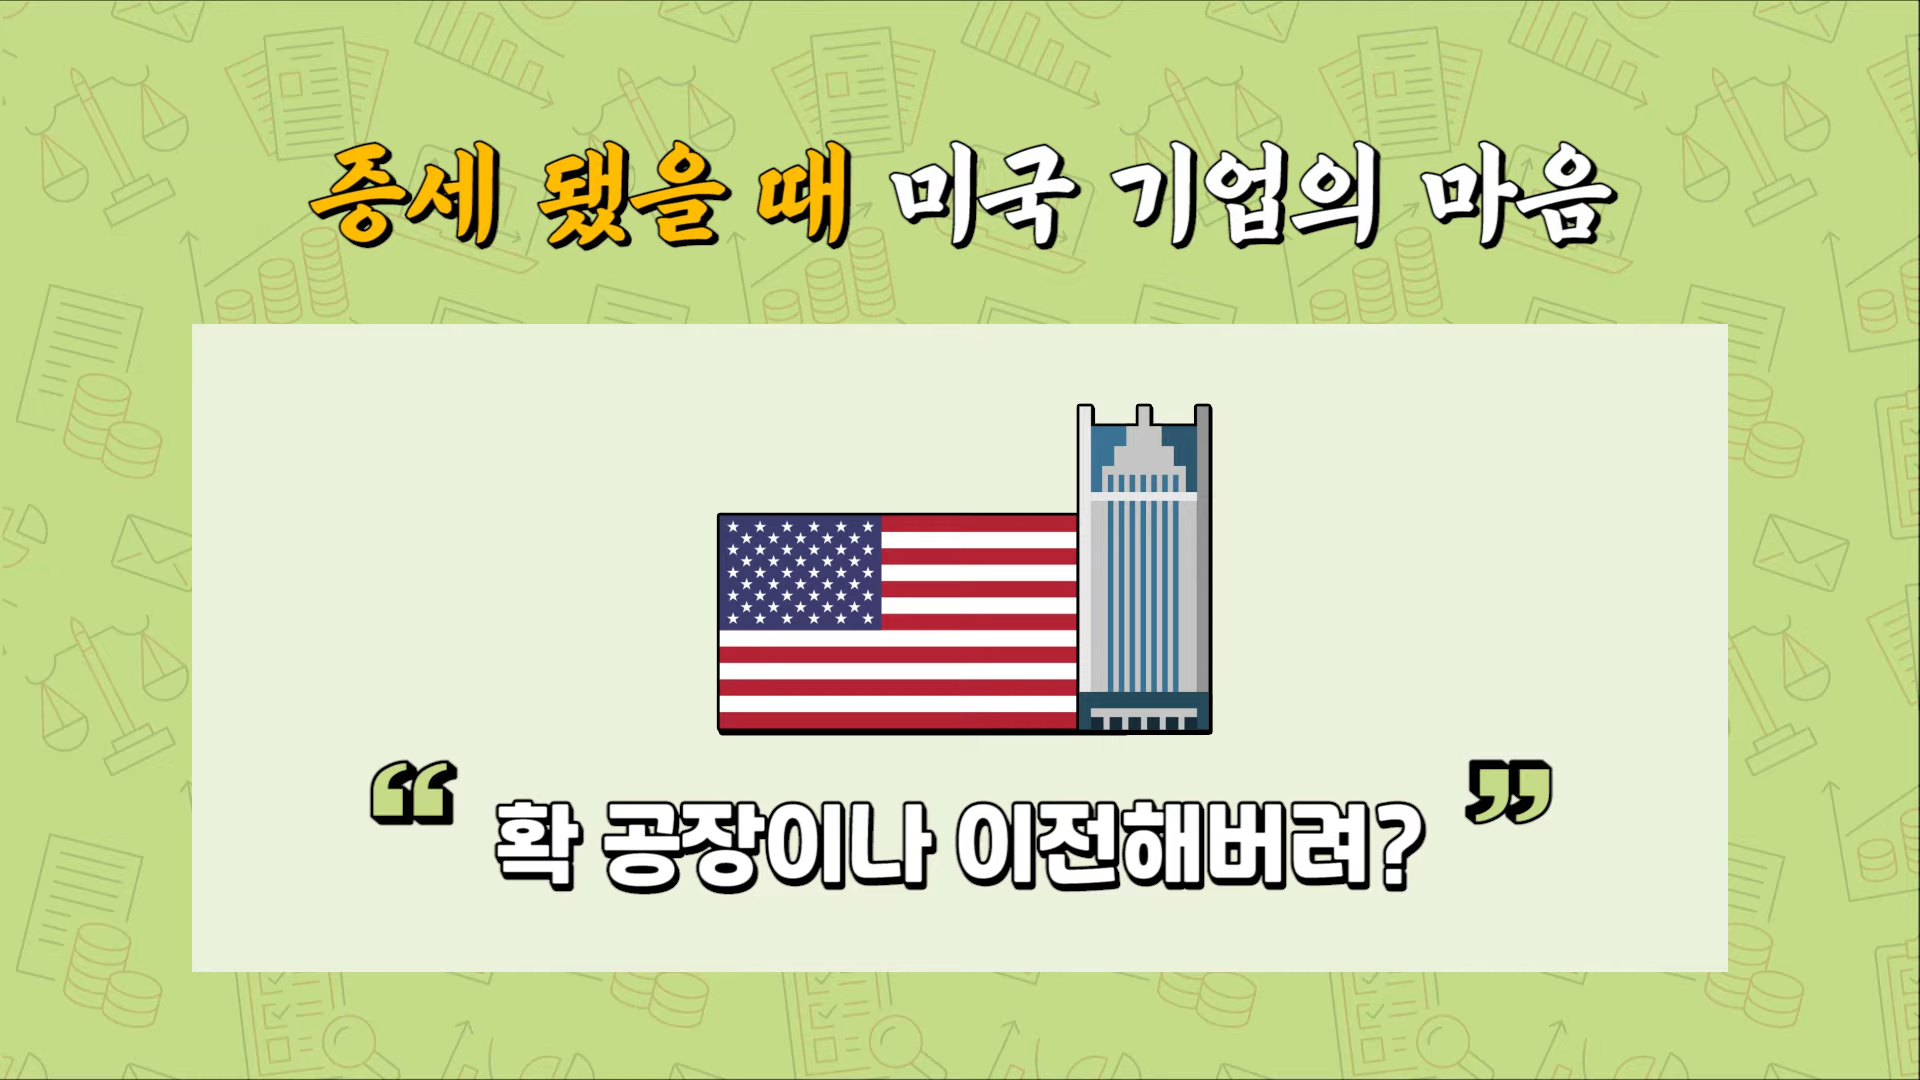 증세 됐을 때 미국 기업의 마음
“ 확 공장이나 이전해버려? ”